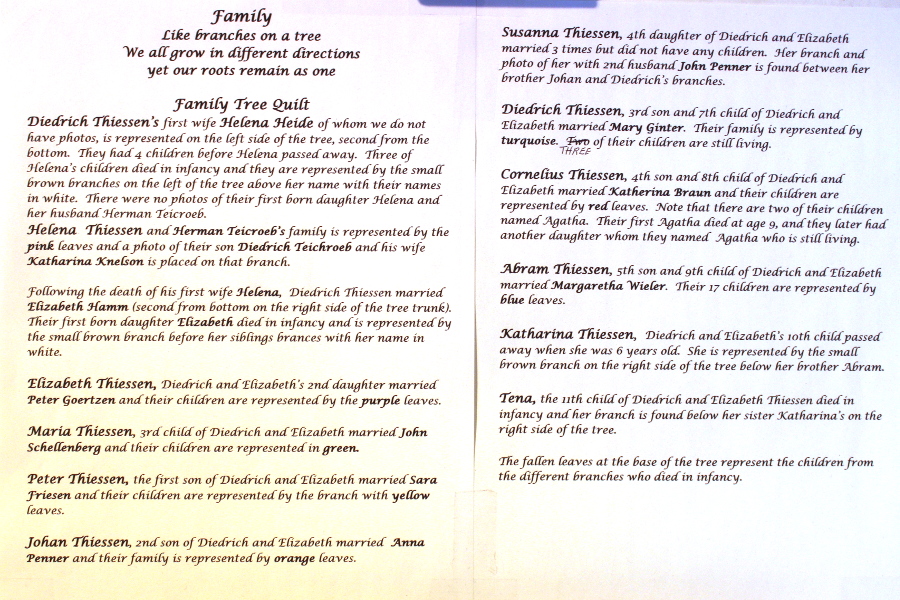 Family
Like branches on a tree
We all grow in different directions
yet our roots remain as one
Family Tree Quilt
Diedrich Thiessen's first wife Helena Heide of whom we do not
have photos, is represented on the left side of the tree, second from the
bottom. They had 4 children before Helena passed away. Three of
Helena's children died in infancy and they are represented by the small
brown branches on the left of the tree above her name with their names
in white. There were no photos of their first born daughter Helena and
her husband Herman Teicroeb.
Helena Thiessen and Herman Teicroeb's family is represented by the
pink leaves and a photo of their son Diedrich Teichroeb and his wife
Katharina Knelson is placed on that branch.
Following the death of his first wife Helena, Diedrich Thiessen married
Elizabeth Hamm (second from bottom on the right side of the tree trunk).
Their first born daughter Elizabeth died in infancy and is represented by
the small brown branch before her siblings brances with her name in
white.
Elizabeth Thiessen, Diedrich and Elizabeth's 2nd daughter married
Peter Goertzen and their children are represented by the purple leaves.
Maria Thiessen, 3rd child of Diedrich and Elizabeth married John
Schellenberg and their children are represented in green.
Peter Thiessen, the first son of Diedrich and Elizabeth married Sara
Friesen and their children are represented by the branch with yellow
leaves.
Johan Thiessen, 2nd son of Diedrich and Elizabeth married Anna
Penner and their family is represented by orange leaves.
Susanna Thiessen, 4th daughter of Diedrich and Elizabeth
married 3 times but did not have any children. Her branch and
photo of her with 2nd husband John Penner is found between her
brother Johan and Diedrich's branches.
Diedrich Thiessen, 3rd son and 7th child of Diedrich and
Elizabeth married Mary Ginter. Their family is represented by
turquoise. Two of their children are still living.
THREE
Cornelius Thiessen, 4th son and 8th child of Diedrich and
Elizabeth married Katherina Braun and their children are
represented by red leaves. Note that there are two of their children
named Agatha. Their first Agatha died at age 9, and they later had
another daughter whom they named Agatha who is still living.
Abram Thiessen, 5th son and 9th child of Diedrich and Elizabeth
married Margaretha Wieler. Their 17 children are represented by
blue leaves.
Katharina Thiessen, Diedrich and Elizabeth's 10th child passed
away when she was 6 years old. She is represented by the small
brown branch on the right side of the tree below her brother Abram.
Tena, the 11th child of Diedrich and Elizabeth Thiessen died in
infancy and her branch is found below her sister Katharina's on the
right side of the tree.
The fallen leaves at the base of the tree represent the children from
the different branches who died in infancy.